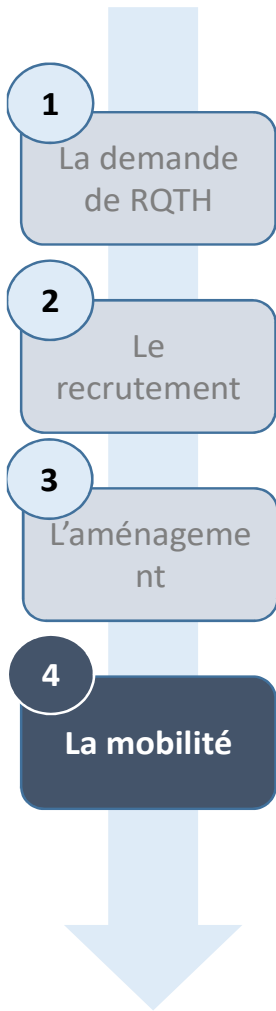 1
La demande
de RQTH
2
Le
recrutement
3
L’aménageme
nt
4
La mobilité